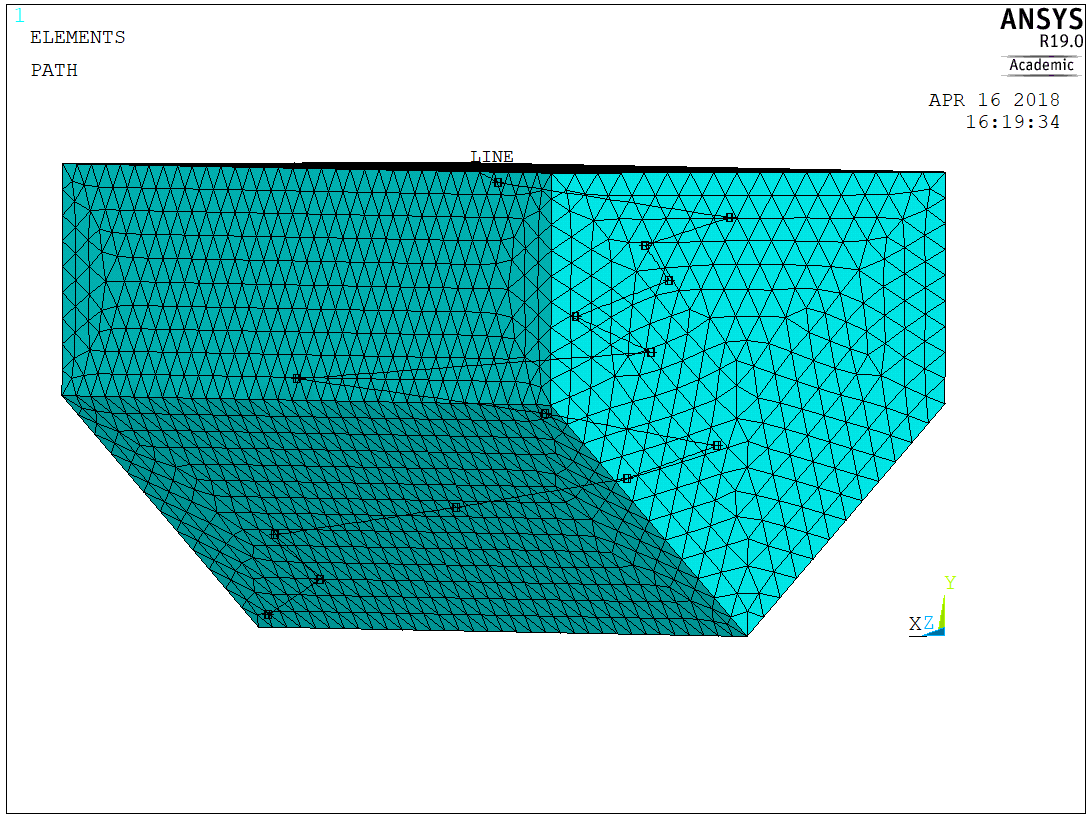 1
ELEMENTS
PATH
ANSYS
R19.0
Academic
APR 16 2018
16:19:34
LINE
Y
XZ